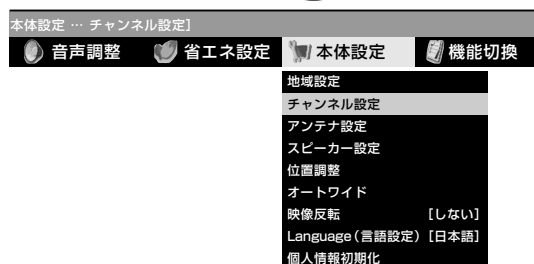 本体設定 … チャンネル設定]
音声調整 省エネ設定 本体設定 機能切換
地域設定
チャンネル設定
アンテナ設定
スピーカー設定
位置調整
オートワイド
映像反転 [しない]
Language(言語設定) [日本語]
個人情報初期化